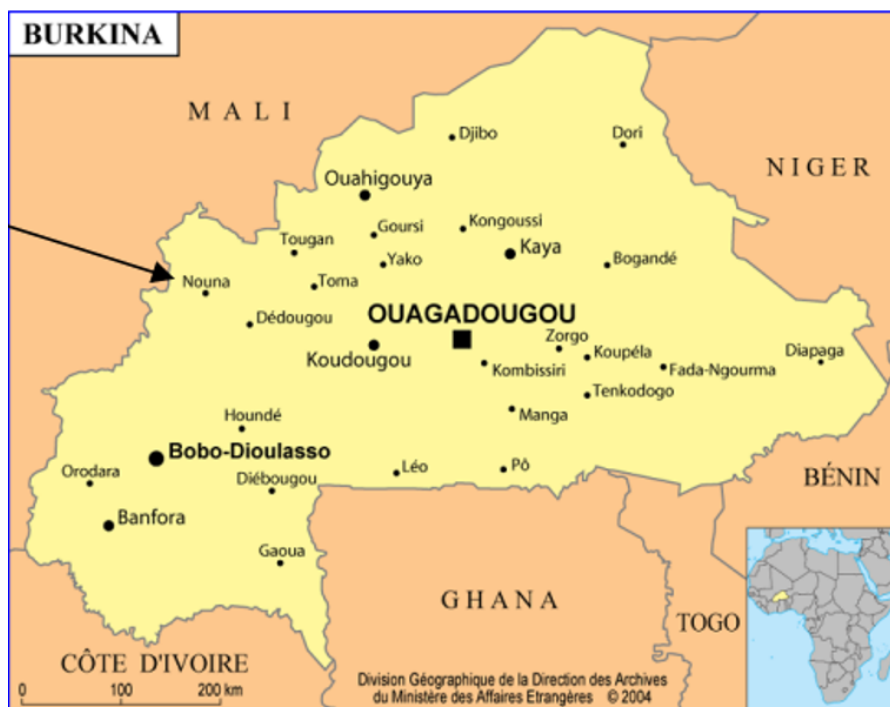 BURKINA
MALI
Djibo
Dori
NIGER
Ouahigouya
Goursi
Kongoussi
Tougan
Kaya
Yako
Bogandé
Nouna
Toma
OUAGADOUGOU
Dédougou
Zorgo
Koudougou
Koupéla
Diapaga
Kombissiri
Fada-Ngourma
Tenkodogo
Manga
Houndé
Bobo-Dioulasso
Orodara
Diébougou
Léo
Pô
BÉNIN
Banfora
Gaoua
GHANA
TOGO
CÔTE D'IVOIRE
0 100 200 km
Division Géographique de la Direction des Archives
du Ministère des Affaires Etrangères © 2004